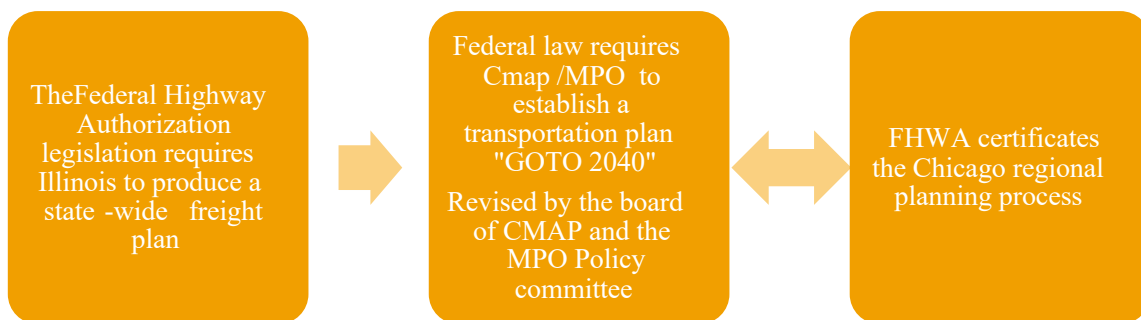 TheFederal Highway
Authorization
legislation requires
Illinois to produce a
state -wide freight
plan
Federal law requires
Cmap /MPO to
establish a
transportation plan
"GOTO 2040"
Revised by the board
of CMAP and the
MPO Policy
committee
FHWA certificates
the Chicago regional
planning process